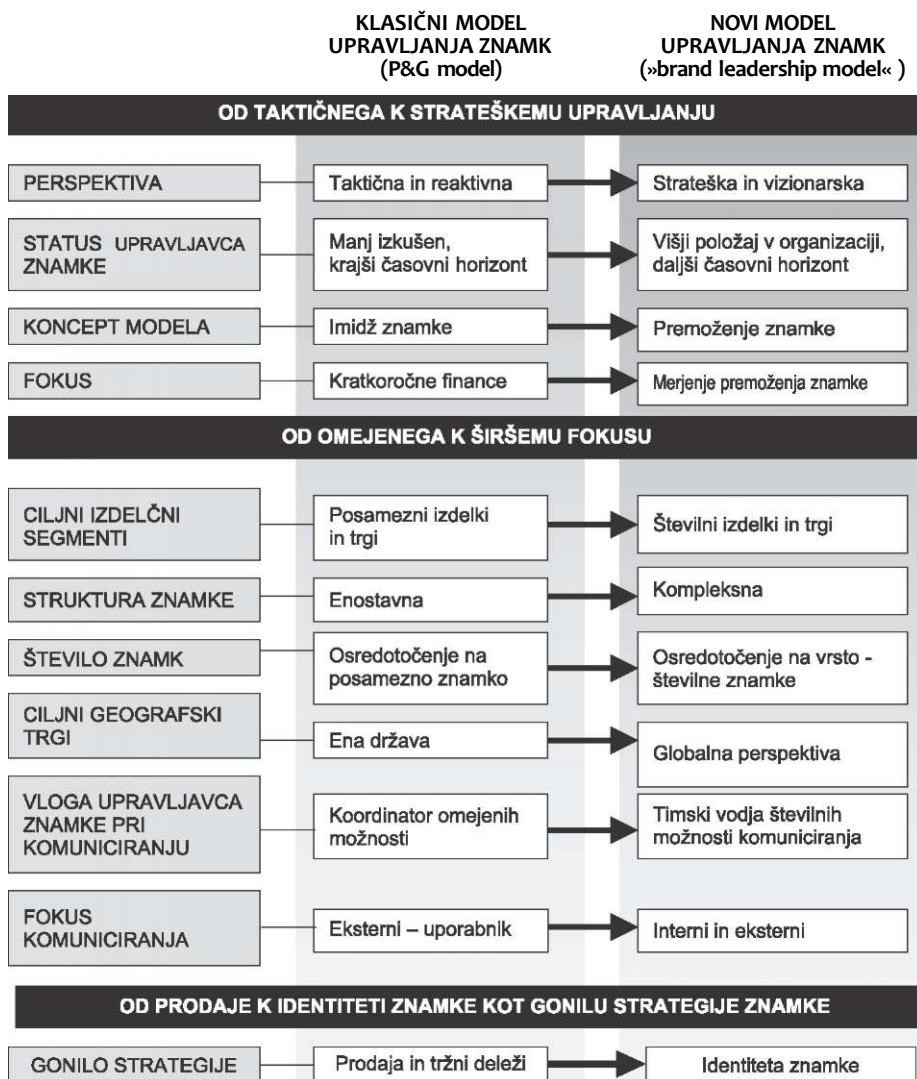 KLASIČNI MODEL
UPRAVLJANJA ZNAMK
(P&G model)
NOVI MODEL
UPRAVLJANJA ZNAMK
(»brand leadership model« )
OD TAKTIČNEGA K STRATEŠKEMU UPRAVLJANJU
PERSPEKTIVA
Taktična in reaktivna
Strateška in vizionarska
STATUS UPRAVLJAVCA
ZNAMKE
Manj izkušen,
krajši časovni horizont
Višji položaj v organizaciji,
daljši časovni horizont
KONCEPT MODELA
Imidž znamke
Premoženje znamke
FOKUS
Kratkoročne finance
Merjenje premoženja znamke
OD OMEJENEGA K ŠIRŠEMU FOKUSU
CILJNI IZDELČNI
SEGMENTI
Posamezni izdelki
in trgi
Številni izdelki in trgi
STRUKTURA ZNAMKE
Enostavna
Kompleksna
ŠTEVILO ZNAMK
Osredotočenje na
posamezno znamko
Osredotočenje na vrsto -
številne znamke
CILJNI GEOGRAFSKI
TRGI
Ena država
Globalna perspektiva
VLOGA UPRAVLJAVCA
ZNAMKE PRI
KOMUNICIRANJU
Koordinator omejenih
možnosti
Timski vodja številnih
možnosti komuniciranja
FOKUS
KOMUNICIRANJA
Eksterni – uporabnik
Interni in eksterni
OD PRODAJE K IDENTITETI ZNAMKE KOT GONILU STRATEGIJE ZNAMKE
GONILO STRATEGIJE
Prodaja in tržni deleži
Identiteta znamke